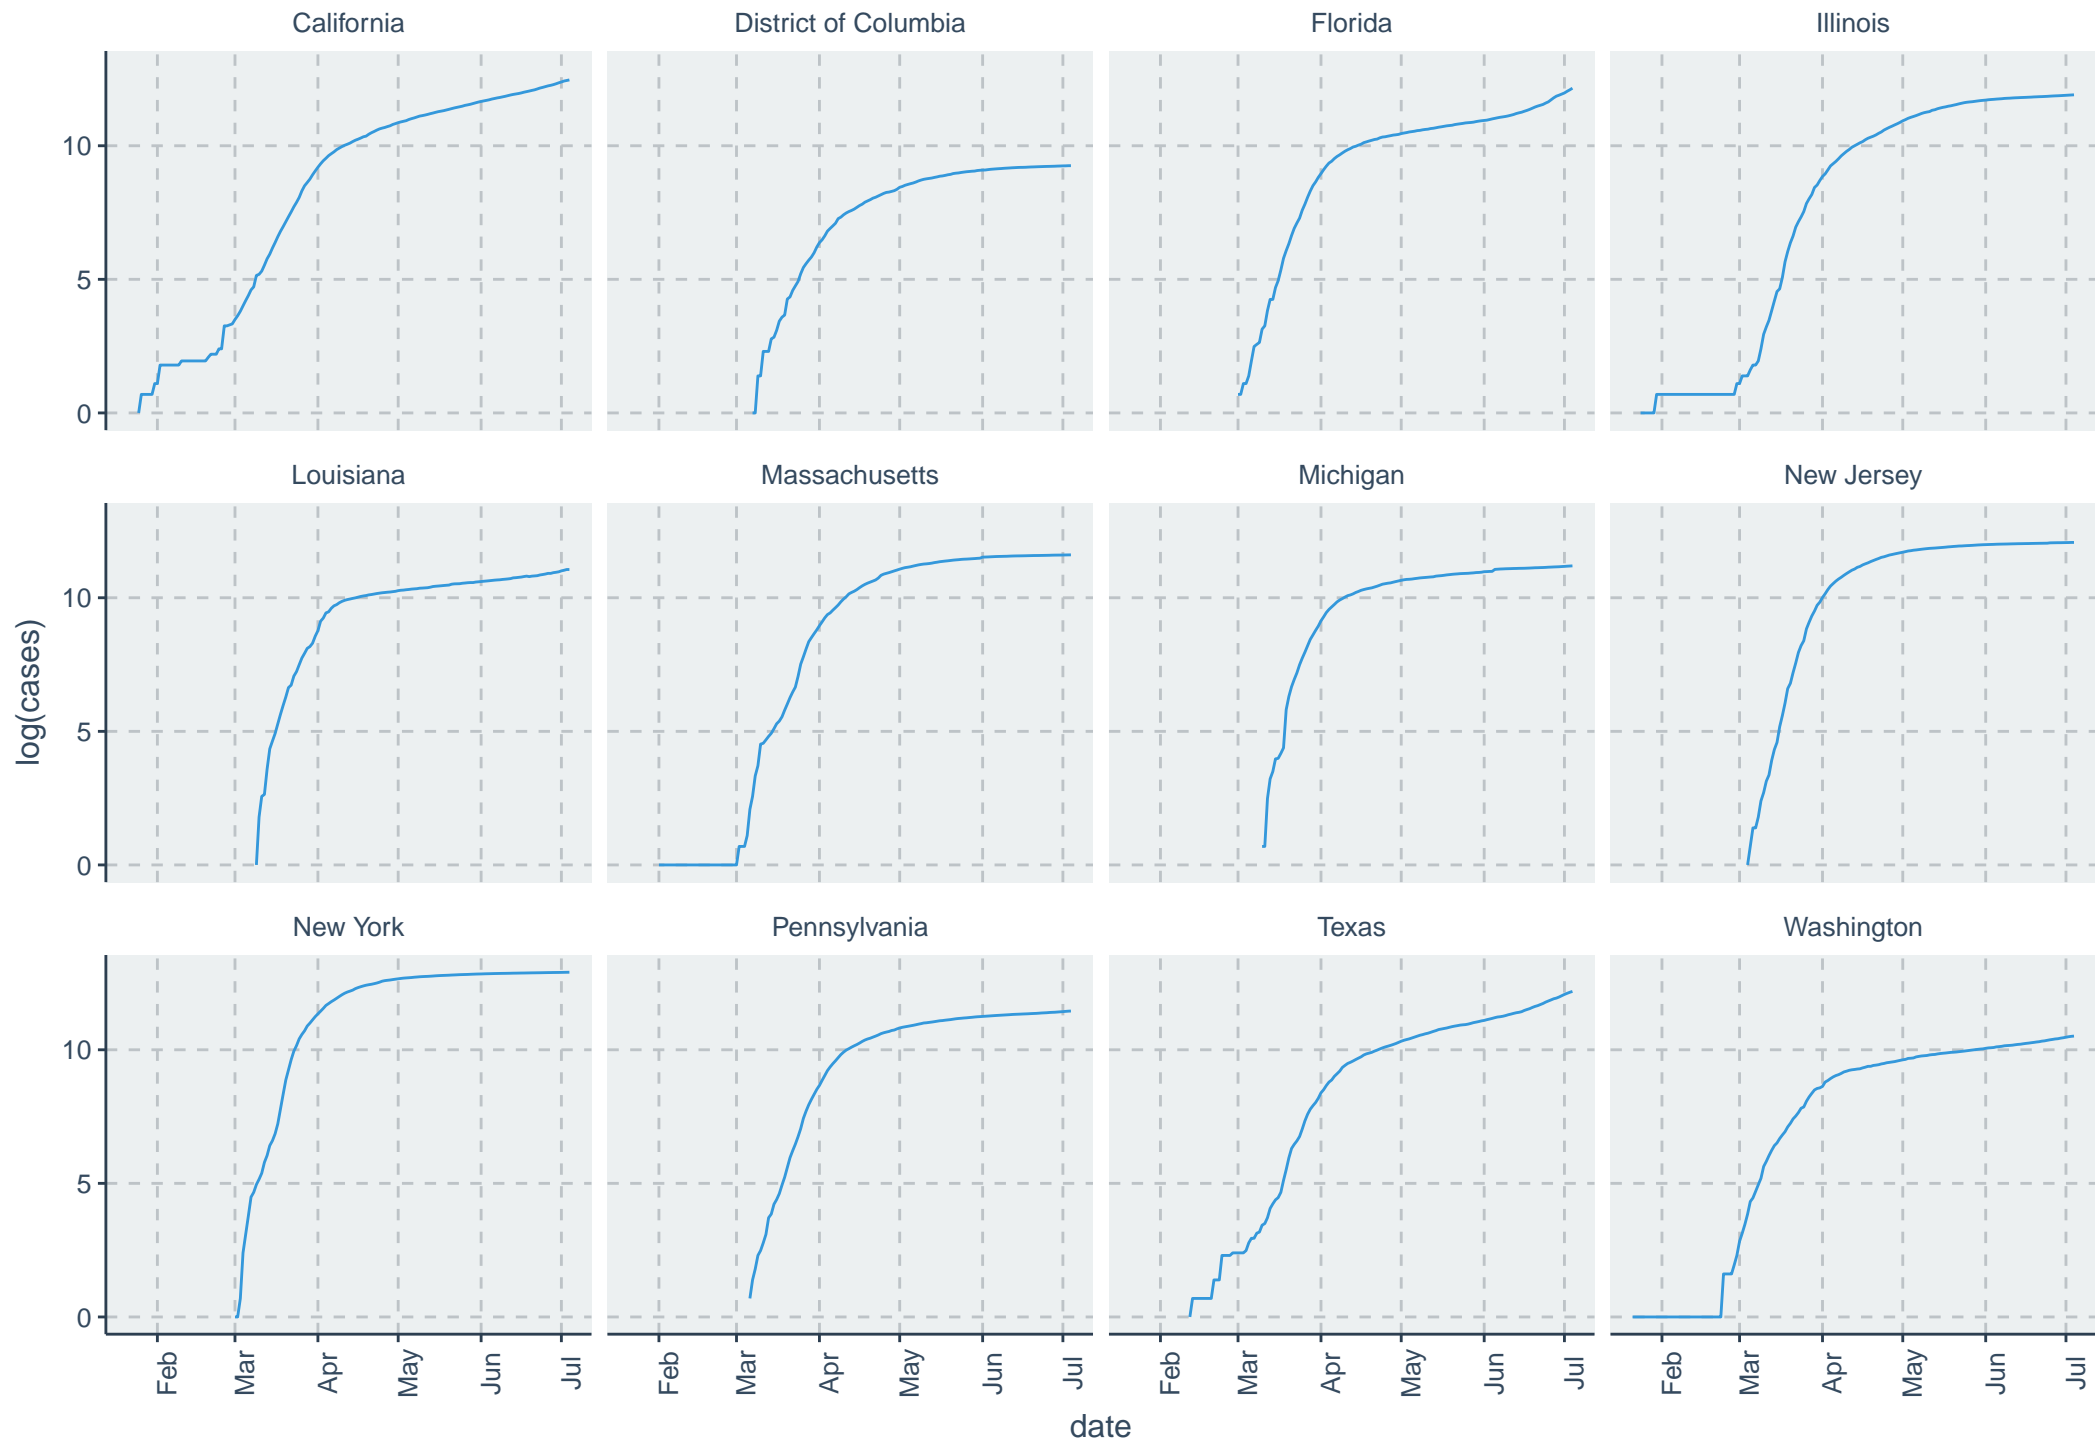 California District of Columbia Florida Illinois
10
5
0
Louisiana Massachusetts Michigan New Jersey
10
5
0
log(cases)
New York Pennsylvania Texas Washington
10
5
0
Feb Mar Apr May Jun Jul Feb Mar Apr May Jun Jul Feb Mar Apr May Jun Jul Feb Mar Apr May Jun Jul
date